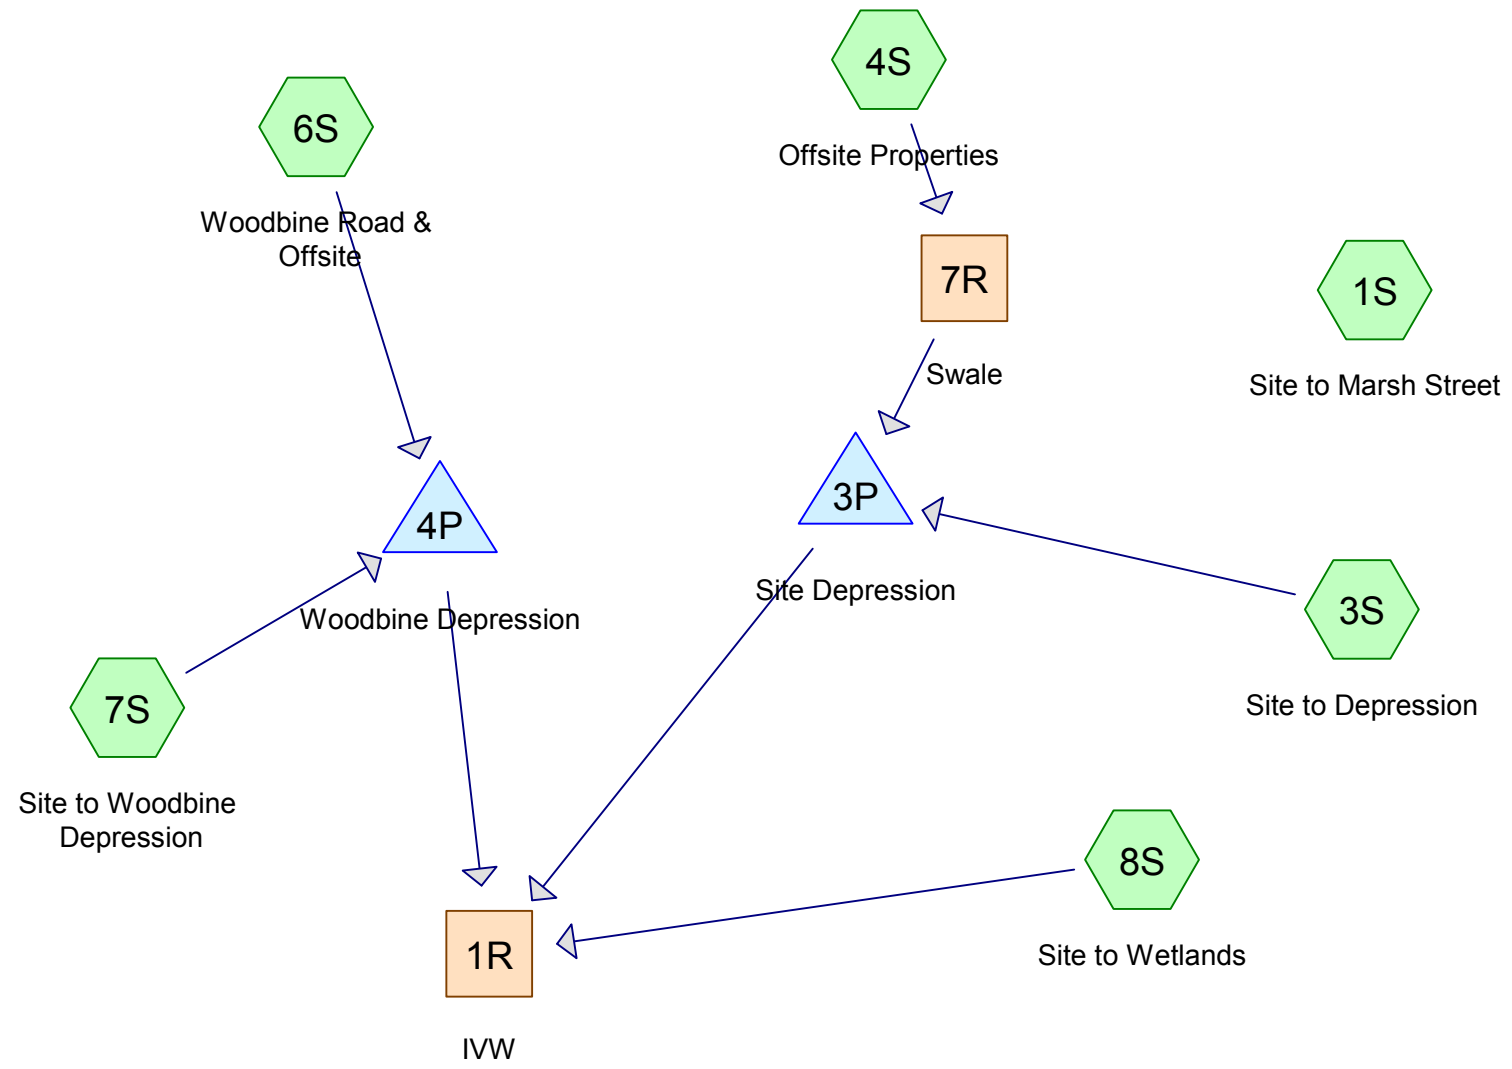 4S
Offsite Properties
6S
Woodbine Road &
Offsite
7R
Swale
1S
Site to Marsh Street
4P
Woodbine Depression
3P
Site Depression
3S
Site to Depression
7S
Site to Woodbine
Depression
8S
Site to Wetlands
1R
IVW